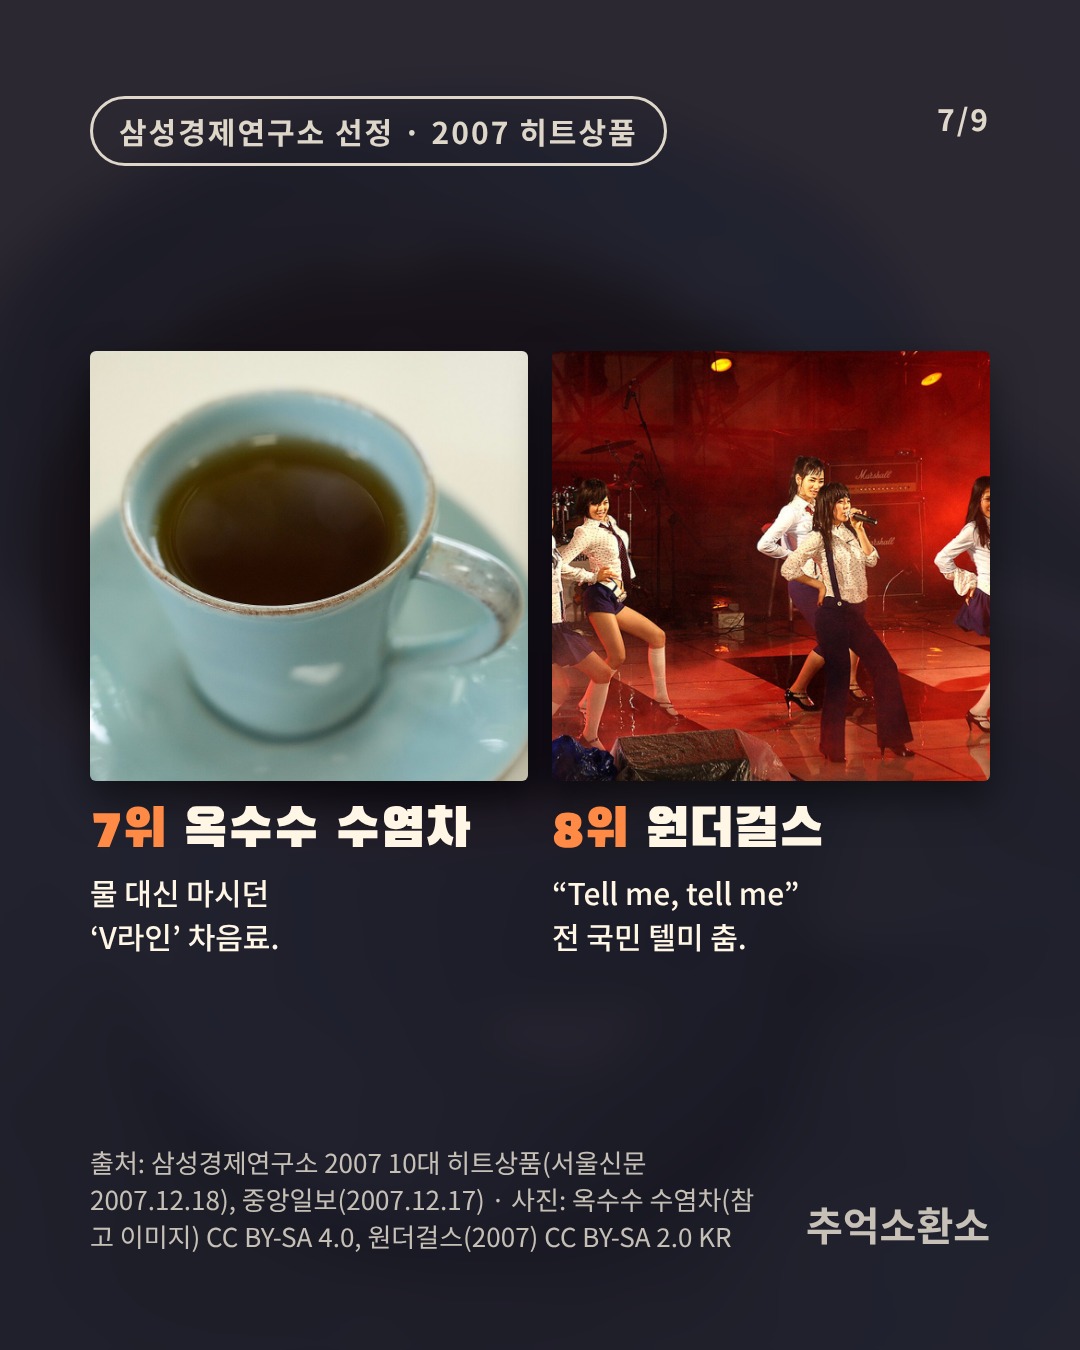 삼성경제연구소 선정 · 2007 히트상품
7/9
Marshall
Marshall
7위 옥수수 수염차
물 대신 마시던
‘V라인’ 차음료.
8위 원더걸스
“Tell me, tell me”
전 국민 텔미 춤.
출처: 삼성경제연구소 2007 10대 히트상품(서울신문
2007.12.18), 중앙일보(2007.12.17) · 사진: 옥수수 수염차(참
고 이미지) CC BY-SA 4.0, 원더걸스(2007) CC BY-SA 2.0 KR
추억소환소